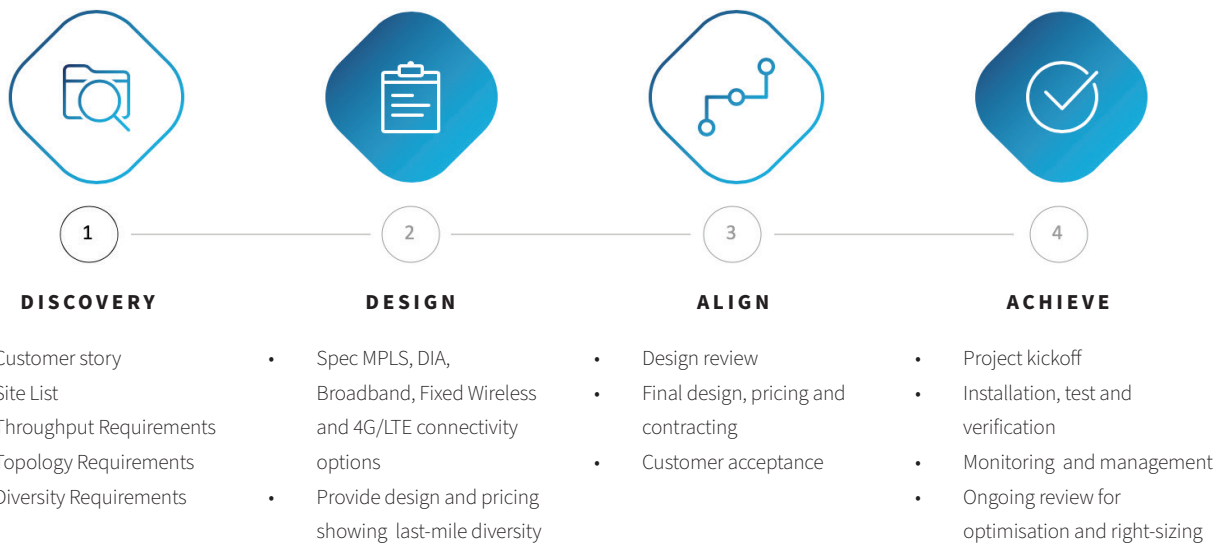 1
2
3
4
DISCOVERY
DESIGN
ALIGN
ACHIEVE
Customer story
Site List
Throughput Requirements
Topology Requirements
Diversity Requirements
• Spec MPLS, DIA,
Broadband, Fixed Wireless
and 4G/LTE connectivity
options
• Provide design and pricing
showing last-mile diversity
• Design review
• Final design, pricing and
contracting
• Customer acceptance
• Project kickoff
• Installation, test and
verification
• Monitoring and management
• Ongoing review for
optimisation and right-sizing